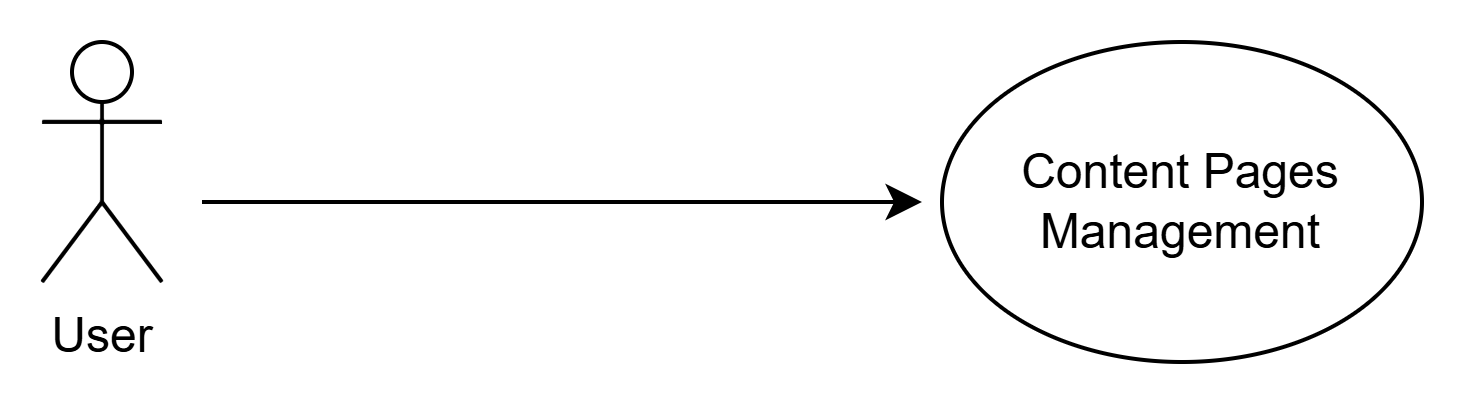 Content Pages
Management
User